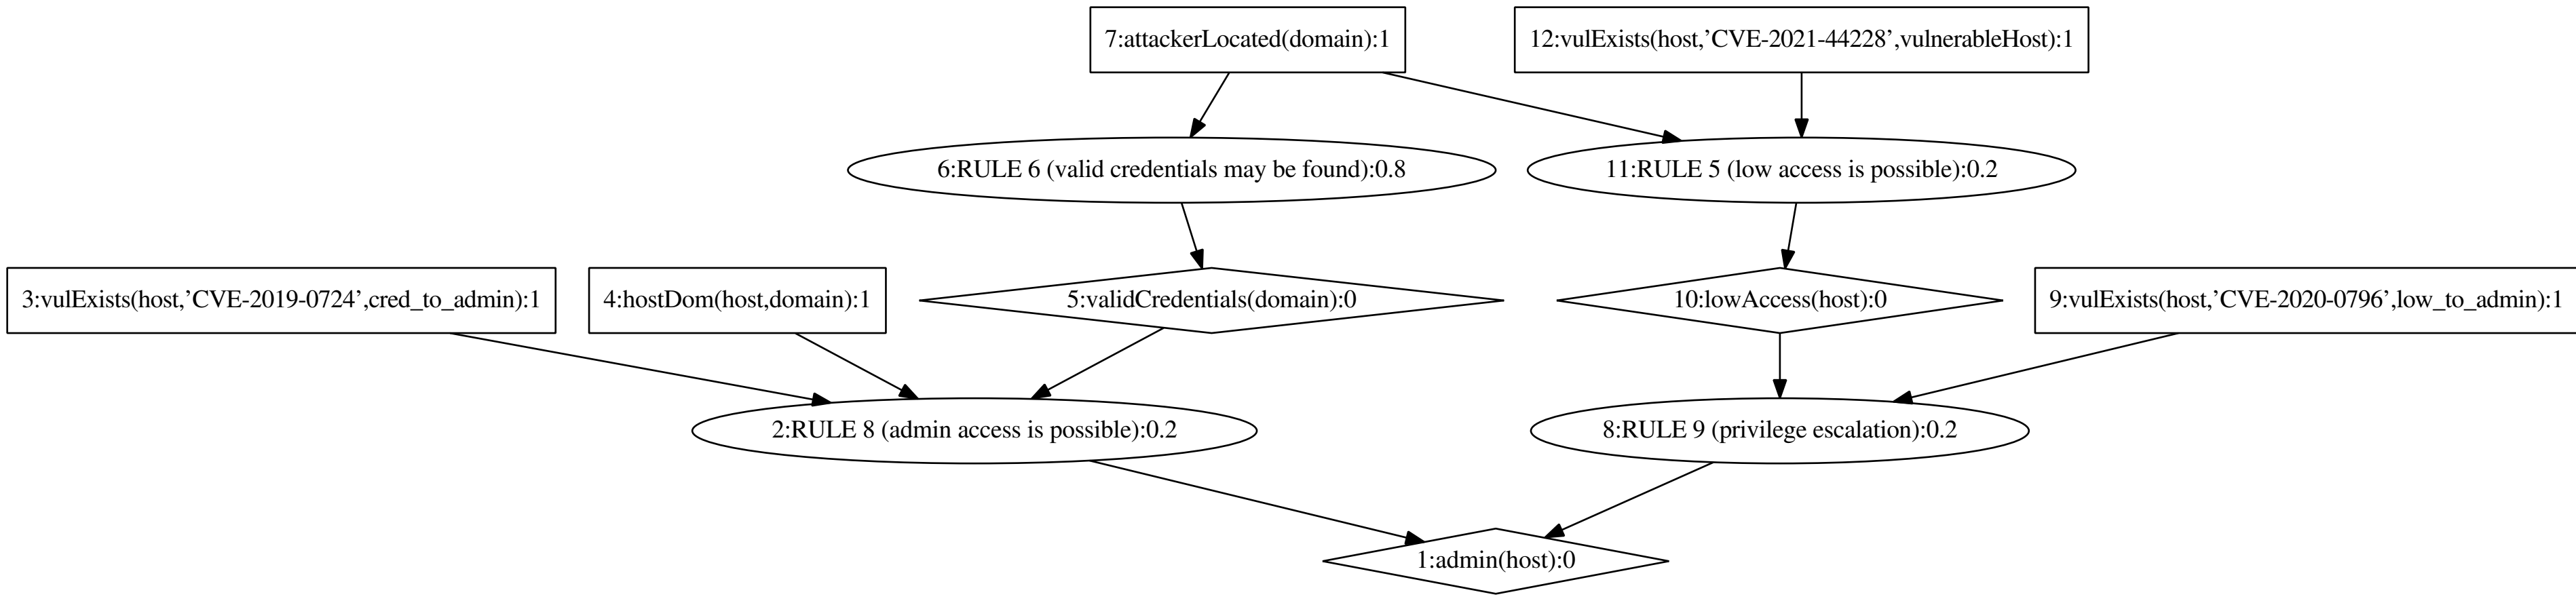 7:attackerLocated(domain):1
12:vulExists(host,’CVE-2021-44228’,vulnerableHost):1
6:RULE 6 (valid credentials may be found):0.8
11:RULE 5 (low access is possible):0.2
3:vulExists(host,’CVE-2019-0724’,cred_to_admin):1
4:hostDom(host,domain):1
5:validCredentials(domain):0
10:lowAccess(host):0
9:vulExists(host,’CVE-2020-0796’,low_to_admin):1
2:RULE 8 (admin access is possible):0.2
8:RULE 9 (privilege escalation):0.2
1:admin(host):0